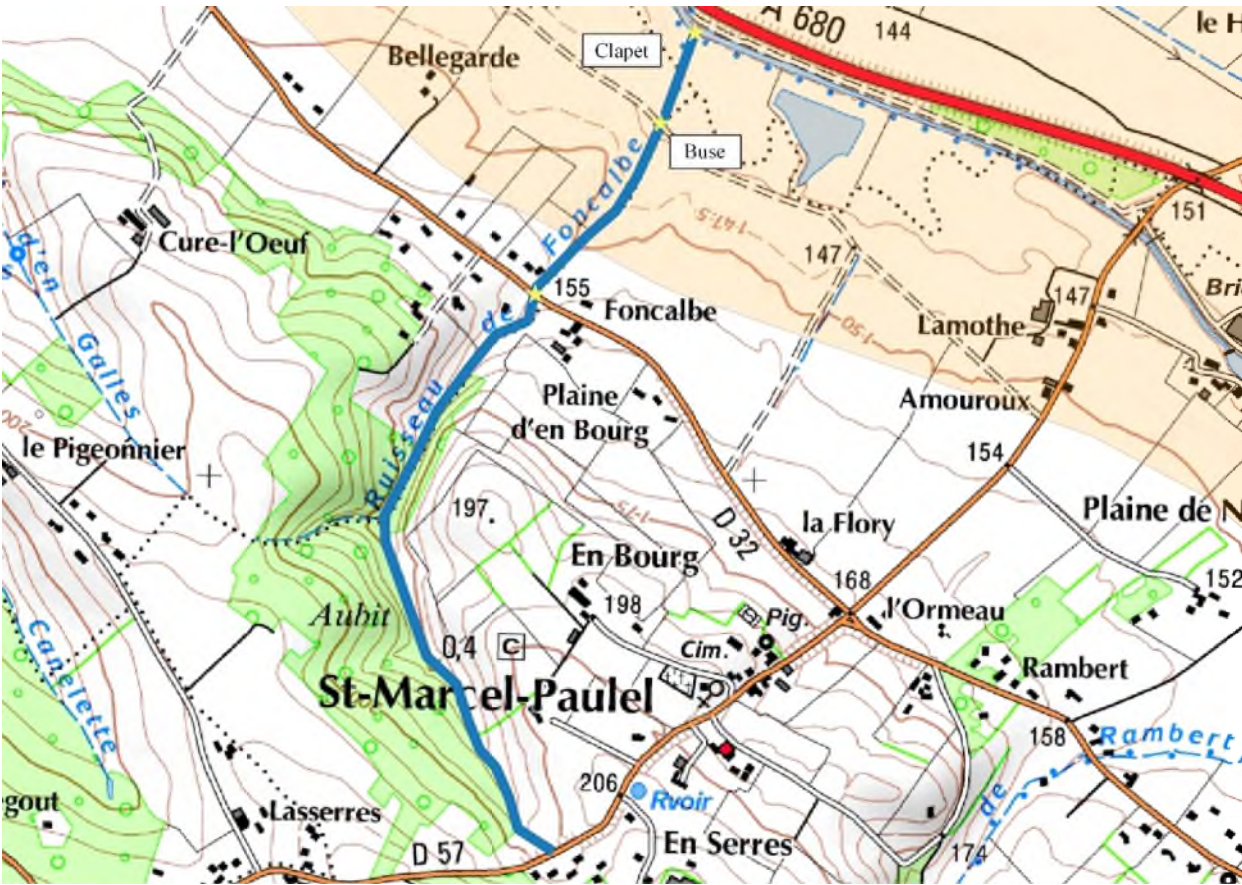 A 680
144
le H
Clapet
Bellegarde
Buse
151
Cure-l'Oeuf
147.5
147
Bri
155
147
Foncalbe
Lamothe
Ruisseau de Foncalbe
150
d'en Galles
Plaine
d'en Bourg
Amouroux
le Pigeonnier
200
154
197
175
D 32
la Flory
Plaine de N
En Bourg
152
198
168
l'Ormeau
Aubit
Pig.
Canelette
0,4
C
Cim.
Rambert
St-Marcel-Paulel
158
Rambert
de
206
Rvoir
gout
Lasserres
D 57
En Serres
174